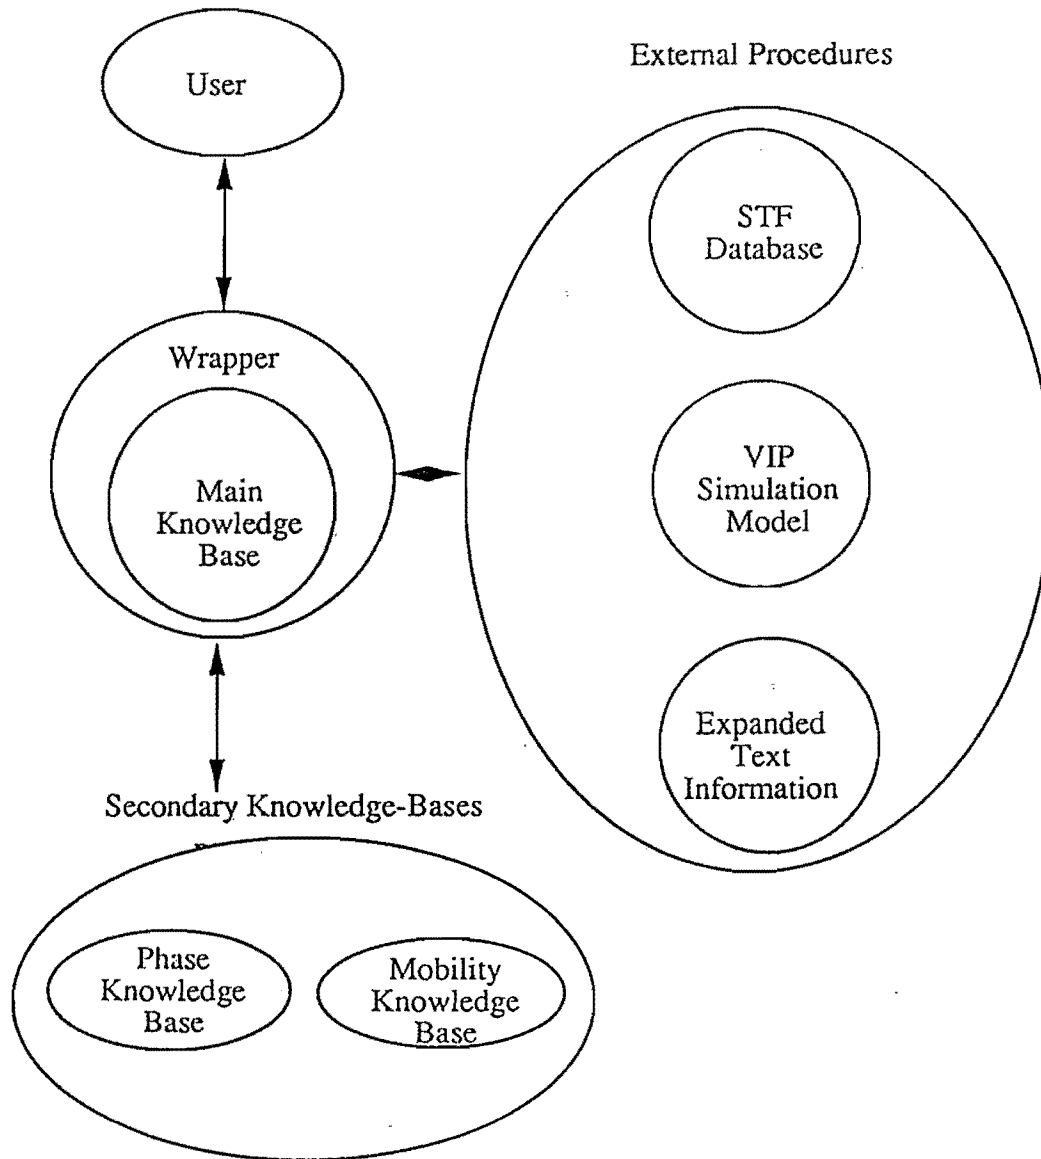 User
External Procedures
STF
Database
Wrapper
Main
Knowledge
Base
VIP
Simulation
Model
Expanded
Text
Information
Secondary Knowledge-Bases
Phase
Knowledge
Base
Mobility
Knowledge
Base